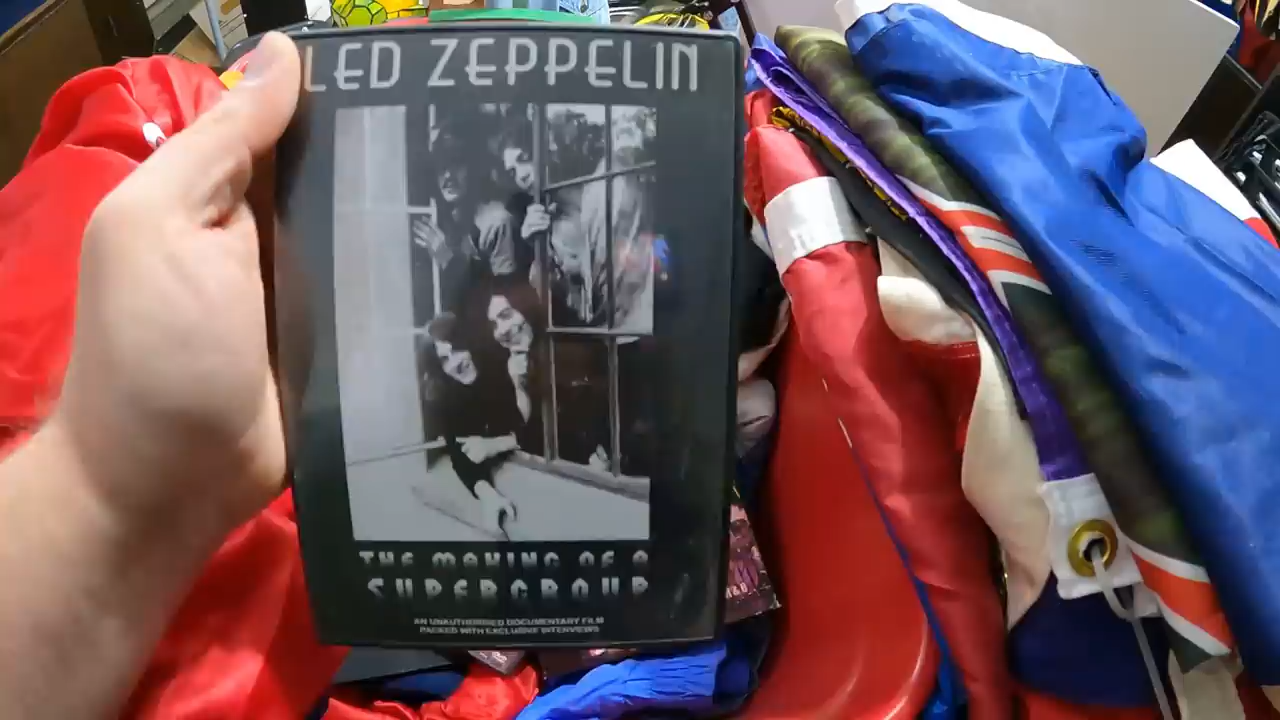 LED ZEPPELIN
THE MAKING OF A
SUPERGROUP
AN UNAUTHORISED DOCUMENTARY FILM
PACKED WITH EXCLUSIVE INTERVIEWS